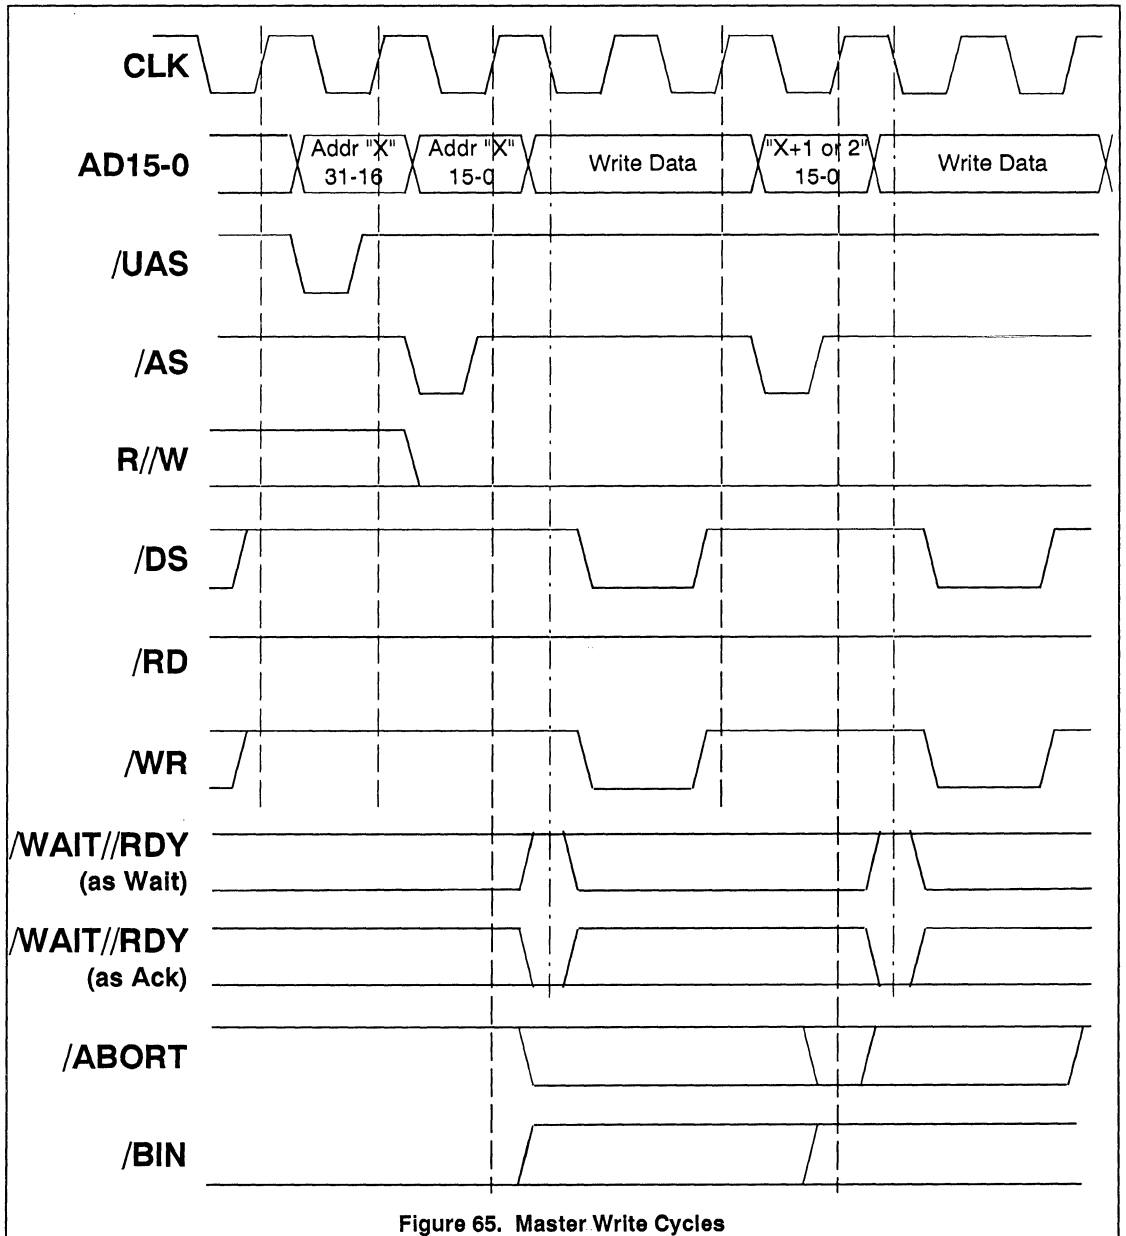 CLK
AD15-0
Addr "X"
31-16
Addr "X"
15-0
Write Data
"X+1 or 2"
15-0
Write Data
/UAS
/AS
R//W
/DS
/RD
/WR
/WAIT//RDY
(as Wait)
/WAIT//RDY
(as Ack)
/ABORT
/BIN
Figure 65. Master Write Cycles